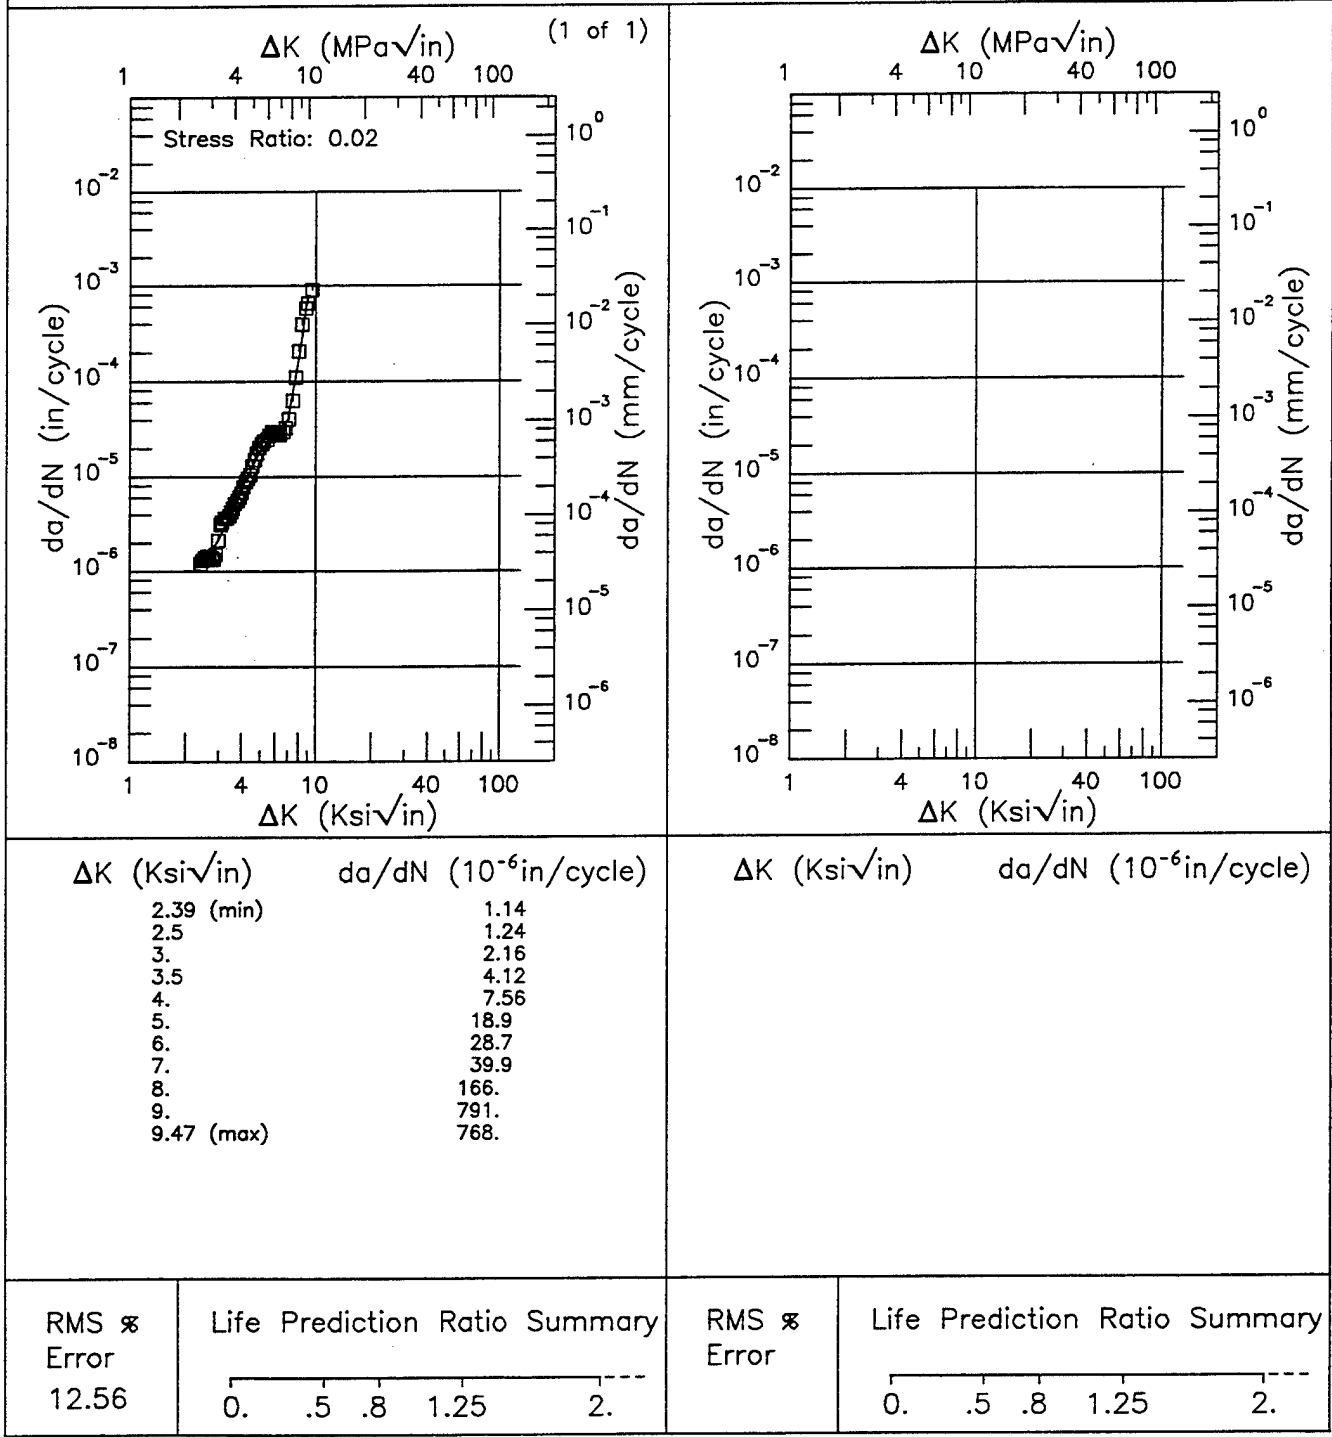 (1 of 1)
ΔK (MPa√in)
1 4 10 40 100
Stress Ratio: 0.02
10⁰
10⁻²
10⁻¹
10⁻³
10⁻²
10⁻⁴
10⁻³
10⁻⁵
10⁻⁴
10⁻⁶
10⁻⁵
10⁻⁷
10⁻⁶
10⁻⁸
da/dN (in/cycle)
da/dN (mm/cycle)
1 4 10 40 100
ΔK (Ksi√in)
ΔK (MPa√in)
1 4 10 40 100
10⁰
10⁻²
10⁻¹
10⁻³
10⁻²
10⁻⁴
10⁻³
10⁻⁵
10⁻⁴
10⁻⁶
10⁻⁵
10⁻⁷
10⁻⁶
10⁻⁸
da/dN (in/cycle)
da/dN (mm/cycle)
1 4 10 40 100
ΔK (Ksi√in)
ΔK (Ksi√in) da/dN (10⁻⁶in/cycle)
2.39 (min) 1.14
2.5 1.24
3. 2.16
3.5 4.12
4. 7.56
5. 18.9
6. 28.7
7. 39.9
8. 166.
9. 791.
9.47 (max) 768.
ΔK (Ksi√in) da/dN (10⁻⁶in/cycle)
RMS %
Error
12.56
Life Prediction Ratio Summary
0. .5 .8 1.25 2.
RMS %
Error
Life Prediction Ratio Summary
0. .5 .8 1.25 2.